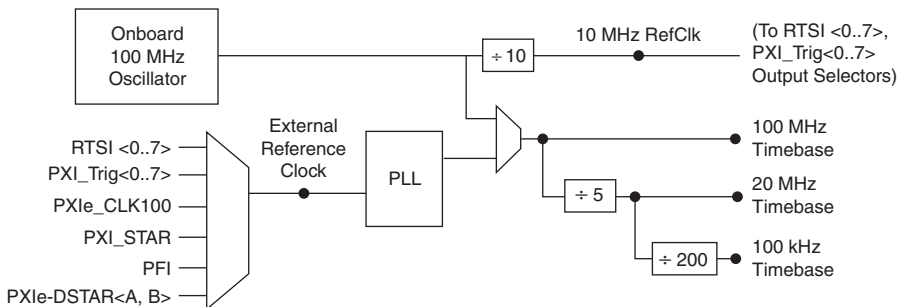 Onboard
100 MHz
Oscillator
÷ 10
10 MHz RefClk
(To RTSI <0..7>,
PXI_Trig<0..7>
Output Selectors)
RTSI <0..7>
PXI_Trig<0..7>
PXIe_CLK100
PXI_STAR
PFI
PXIe-DSTAR<A, B>
External
Reference
Clock
PLL
100 MHz
Timebase
÷ 5
20 MHz
Timebase
÷ 200
100 kHz
Timebase